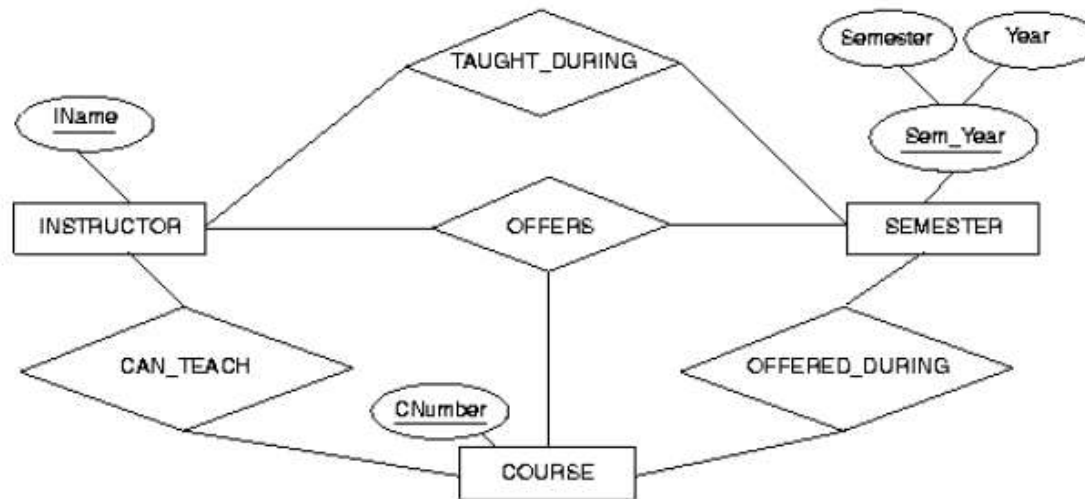 Semester
Year
TAUGHT_DURING
IName
Sem_Year
INSTRUCTOR
OFFERS
SEMESTER
CAN_TEACH
OFFERED_DURING
CNumber
COURSE